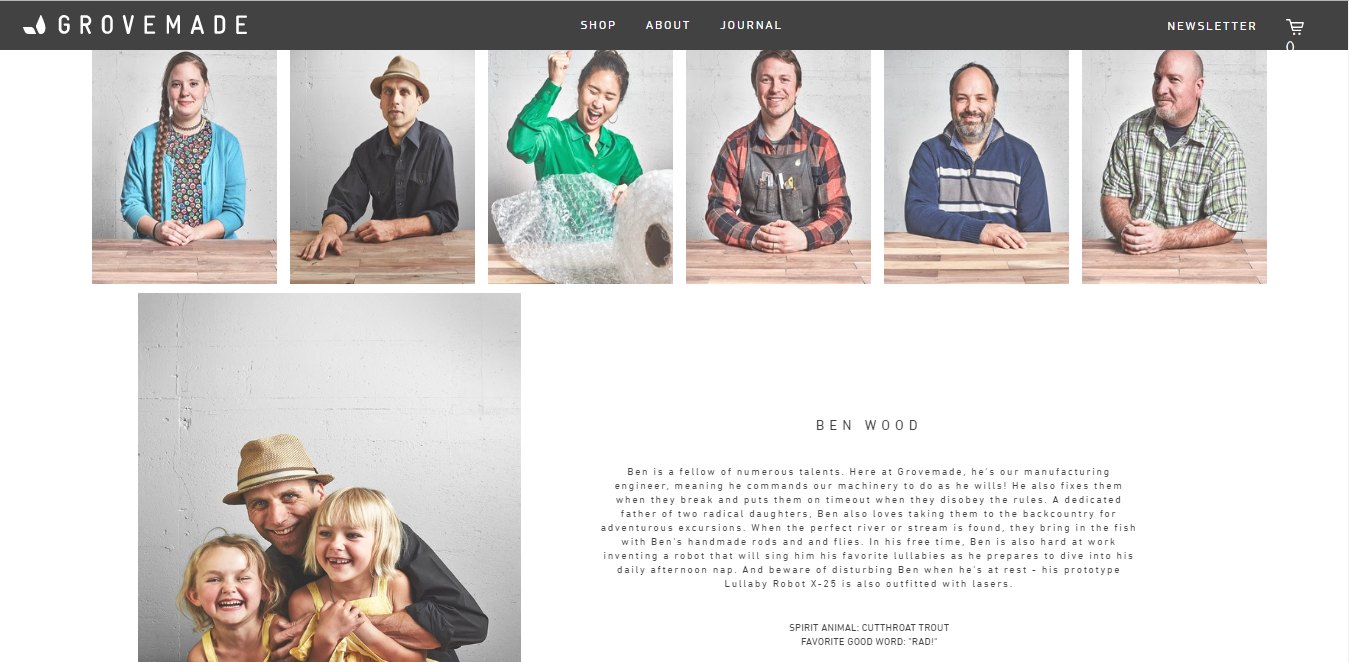 GROVEMADE
SHOP ABOUT JOURNAL
NEWSLETTER
0
BEN WOOD
Ben is a fellow of numerous talents. Here at Grovemade, he's our manufacturing
engineer, meaning he commands our machinery to do as he wills! He also fixes them
when they break and puts them on timeout when they disobey the rules. A dedicated
father of two radical daughters, Ben also loves taking them to the backcountry for
adventurous excursions. When the perfect river or stream is found, they bring in the fish
with Ben's handmade rods and and flies. In his free time, Ben is also hard at work
inventing a robot that will sing him his favorite lullabies as he prepares to dive into his
daily afternoon nap. And beware of disturbing Ben when he's at rest - his prototype
Lullaby Robot X-25 is also outfitted with lasers.
SPIRIT ANIMAL: CUTTHROAT TROUT
FAVORITE GOOD WORD: "RAD!"